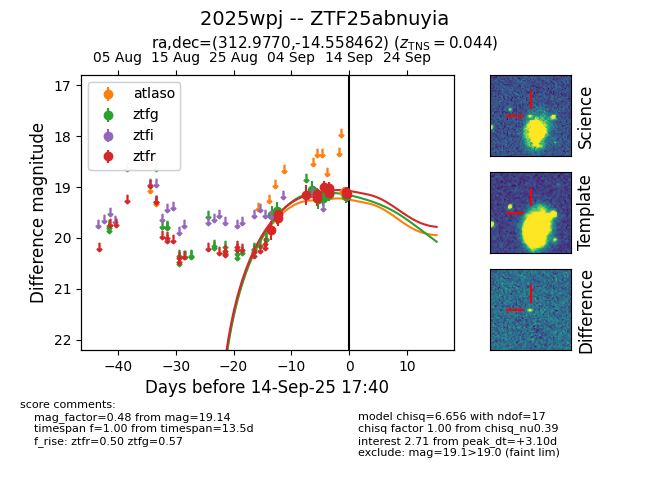 2025wpj -- ZTF25abnuyia
ra,dec=(312.9770,-14.558462) (z_TNS = 0.044)
05 Aug 15 Aug 25 Aug 04 Sep 14 Sep 24 Sep
17
18
19
20
21
22
Difference magnitude
atlaso
ztfg
ztfi
ztfr
−40 −30 −20 −10 0 10
Days before 14-Sep-25 17:40
Science
Template
Difference
score comments:
mag_factor=0.48 from mag=19.14
timespan f=1.00 from timespan=13.5d
f_rise: ztfr=0.50 ztfg=0.57
model chisq=6.656 with ndof=17
chisq factor 1.00 from chisq_nu0.39
interest 2.71 from peak_dt=+3.10d
exclude: mag=19.1>19.0 (faint lim)